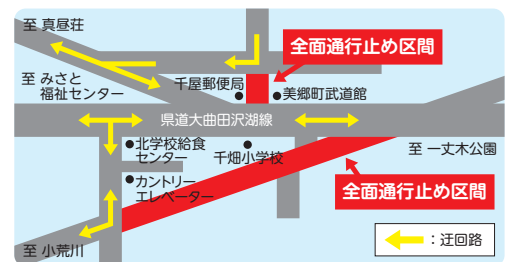 至 真昼荘
全面通行止め区間
至 みさと
福祉センター
千屋郵便局
美郷町武道館
県道大曲田沢湖線
北学校給食
センター
千畑小学校
至 一丈木公園
カントリー
エレベーター
全面通行止め区間
至 小荒川
：迂回路